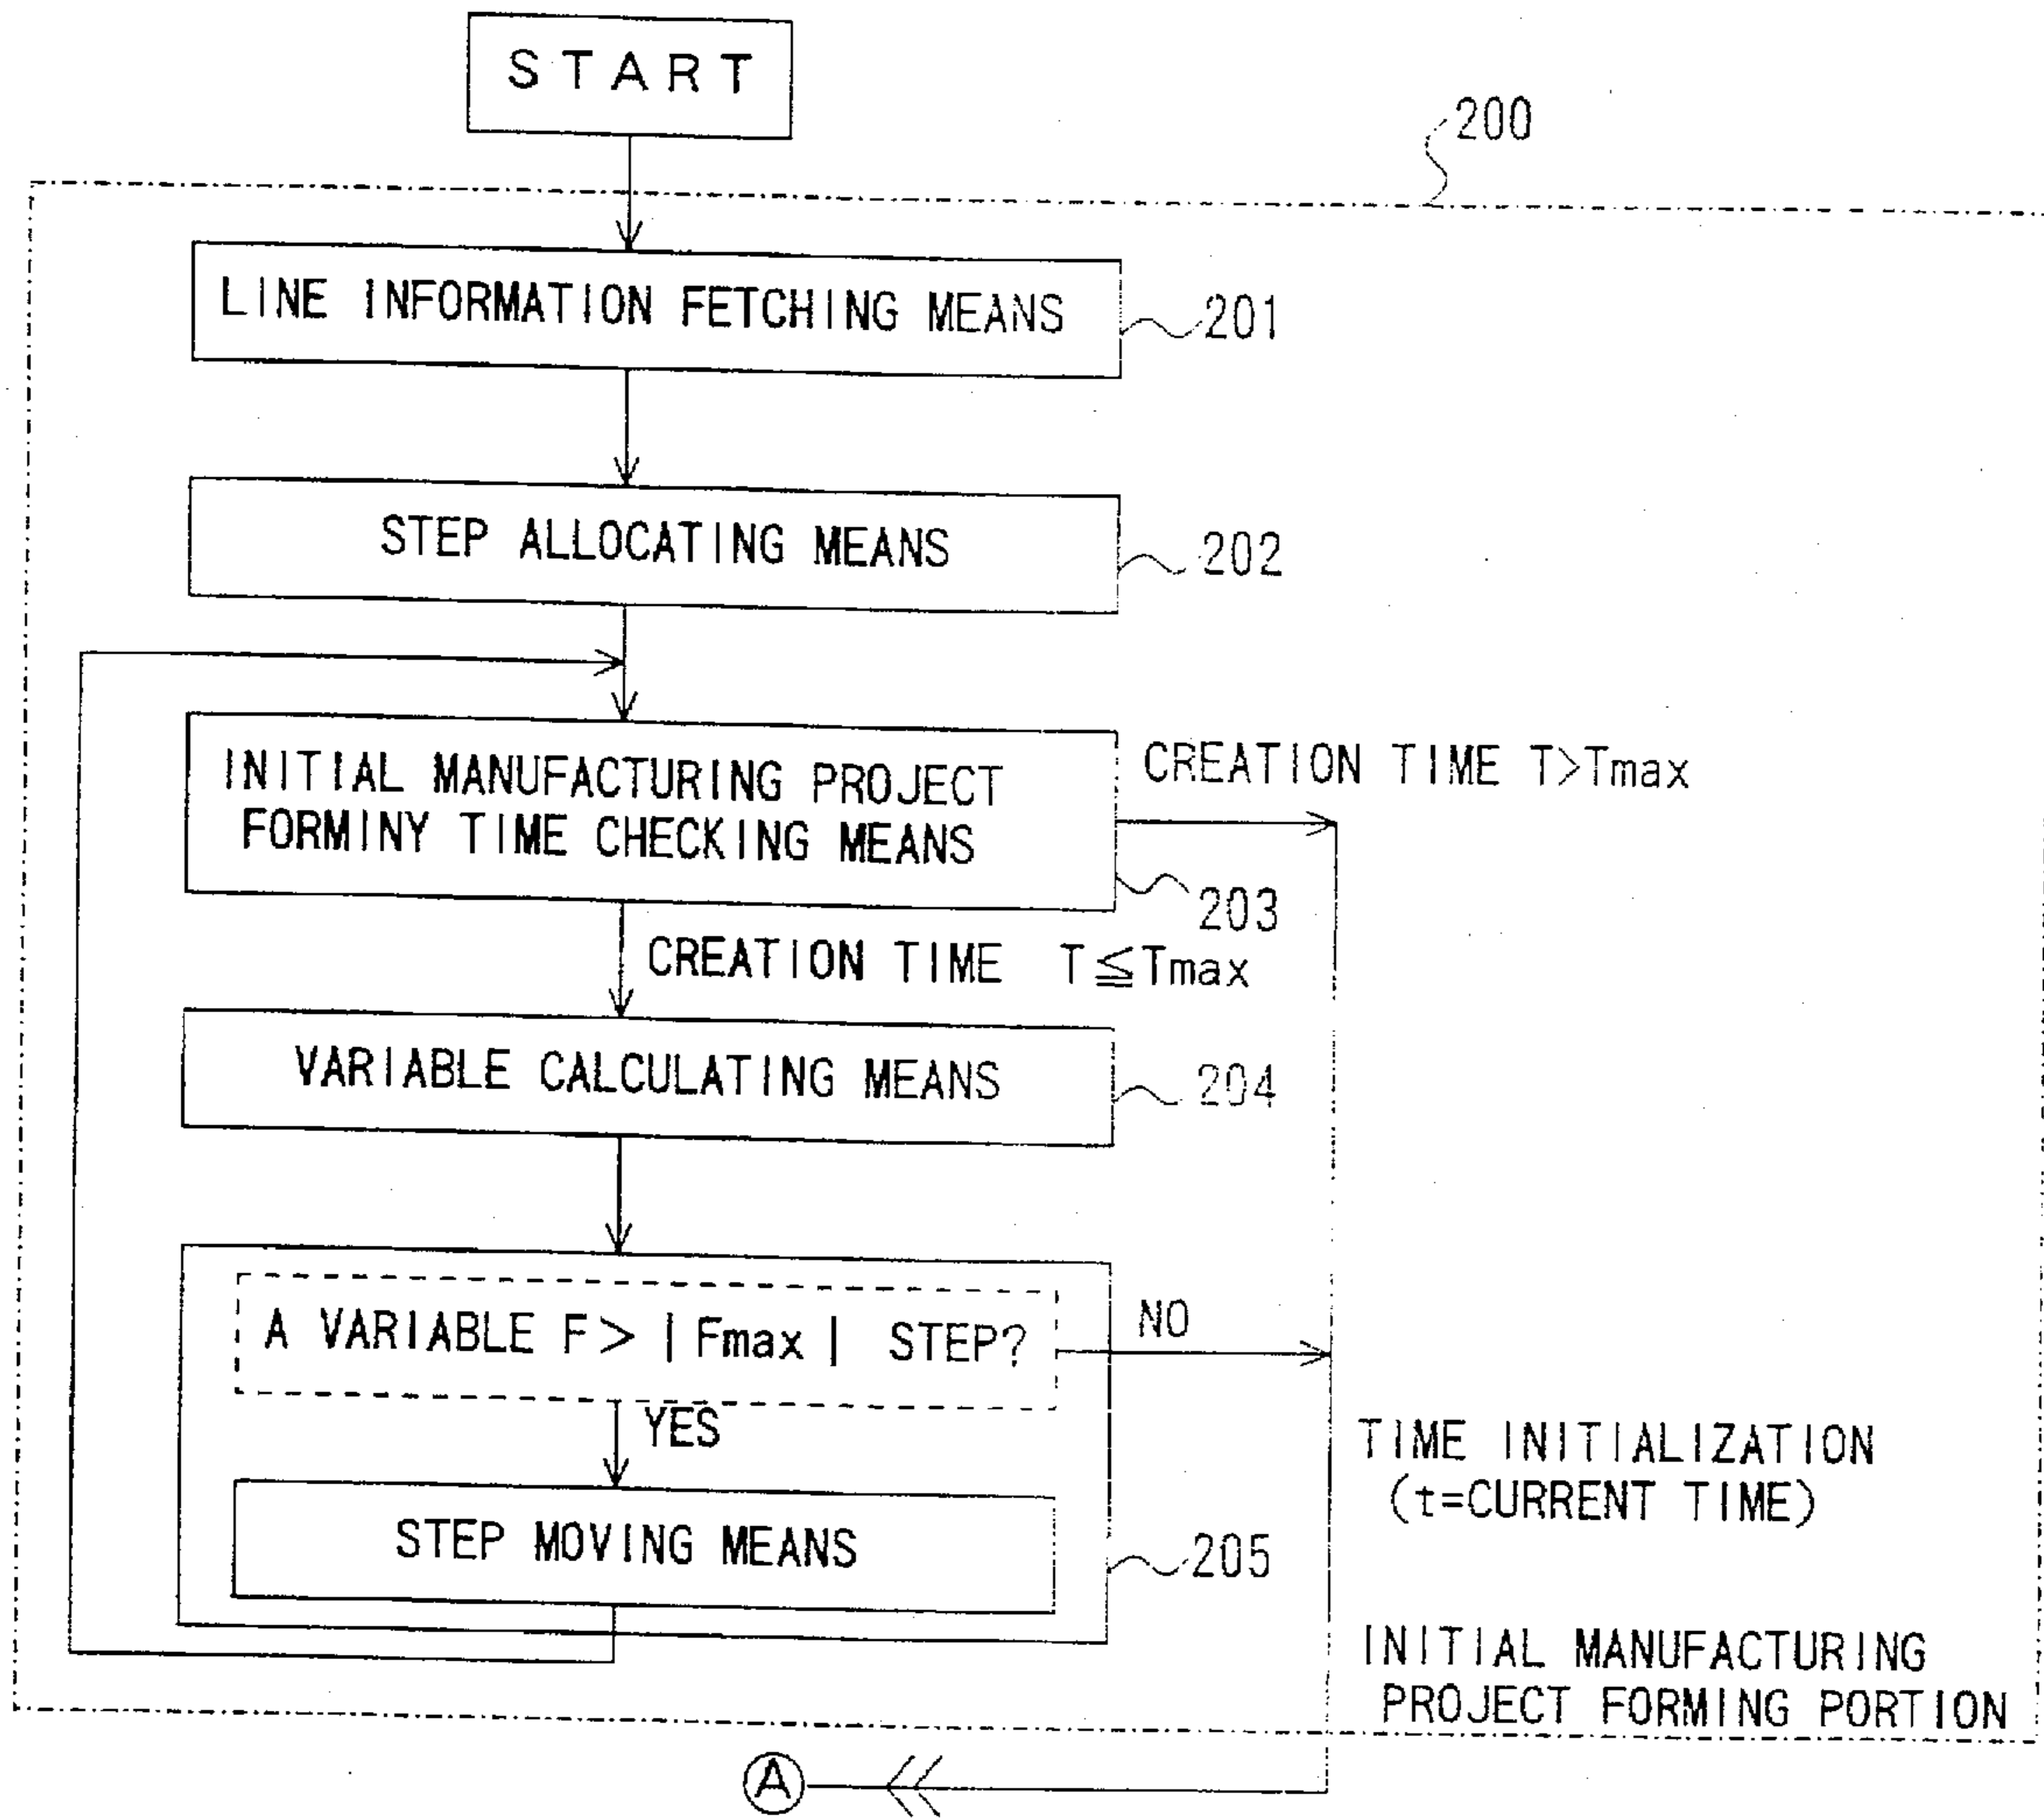 START
200
LINE INFORMATION FETCHING MEANS
201
STEP ALLOCATING MEANS
202
INITIAL MANUFACTURING PROJECT
FORMINY TIME CHECKING MEANS
203
CREATION TIME T>Tmax
CREATION TIME T≦Tmax
VARIABLE CALCULATING MEANS
204
A VARIABLE F> |Fmax| STEP?
NO
YES
STEP MOVING MEANS
205
TIME INITIALIZATION
(t=CURRENT TIME)
INITIAL MANUFACTURING
PROJECT FORMING PORTION
A